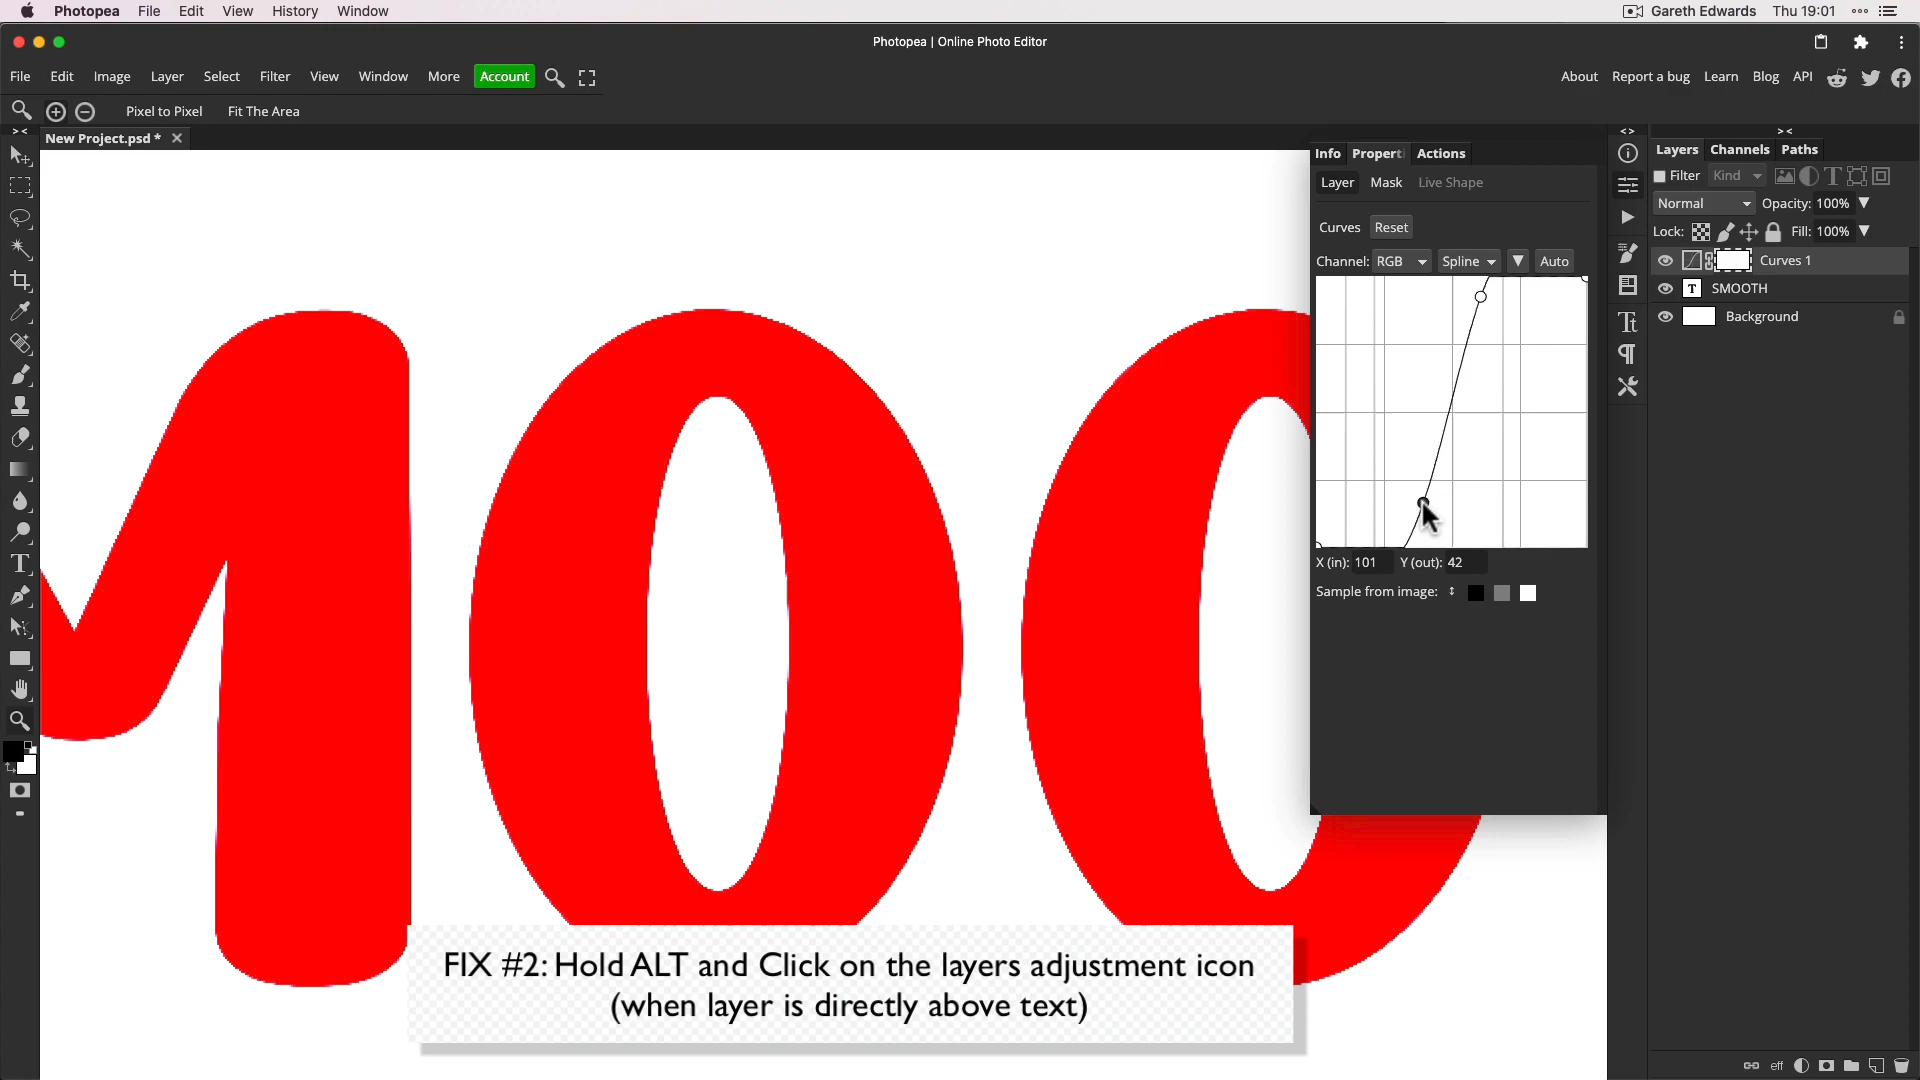 Photopea File Edit View History Window
Gareth Edwards Thu 19:01
Photopea | Online Photo Editor
File Edit Image Layer Select Filter View Window More Account
About Report a bug Learn Blog API
Pixel to Pixel Fit The Area
New Project.psd *
Info Properti Actions
Layers Channels Paths
Filter Kind
Layer Mask Live Shape
Normal Opacity: 100%
Curves Reset
Lock: Fill: 100%
Channel: RGB Spline Auto
Curves 1
SMOOTH
Background
MOO
X (in): 101 Y (out): 42
Sample from image:
FIX #2: Hold ALT and Click on the layers adjustment icon
(when layer is directly above text)
eff